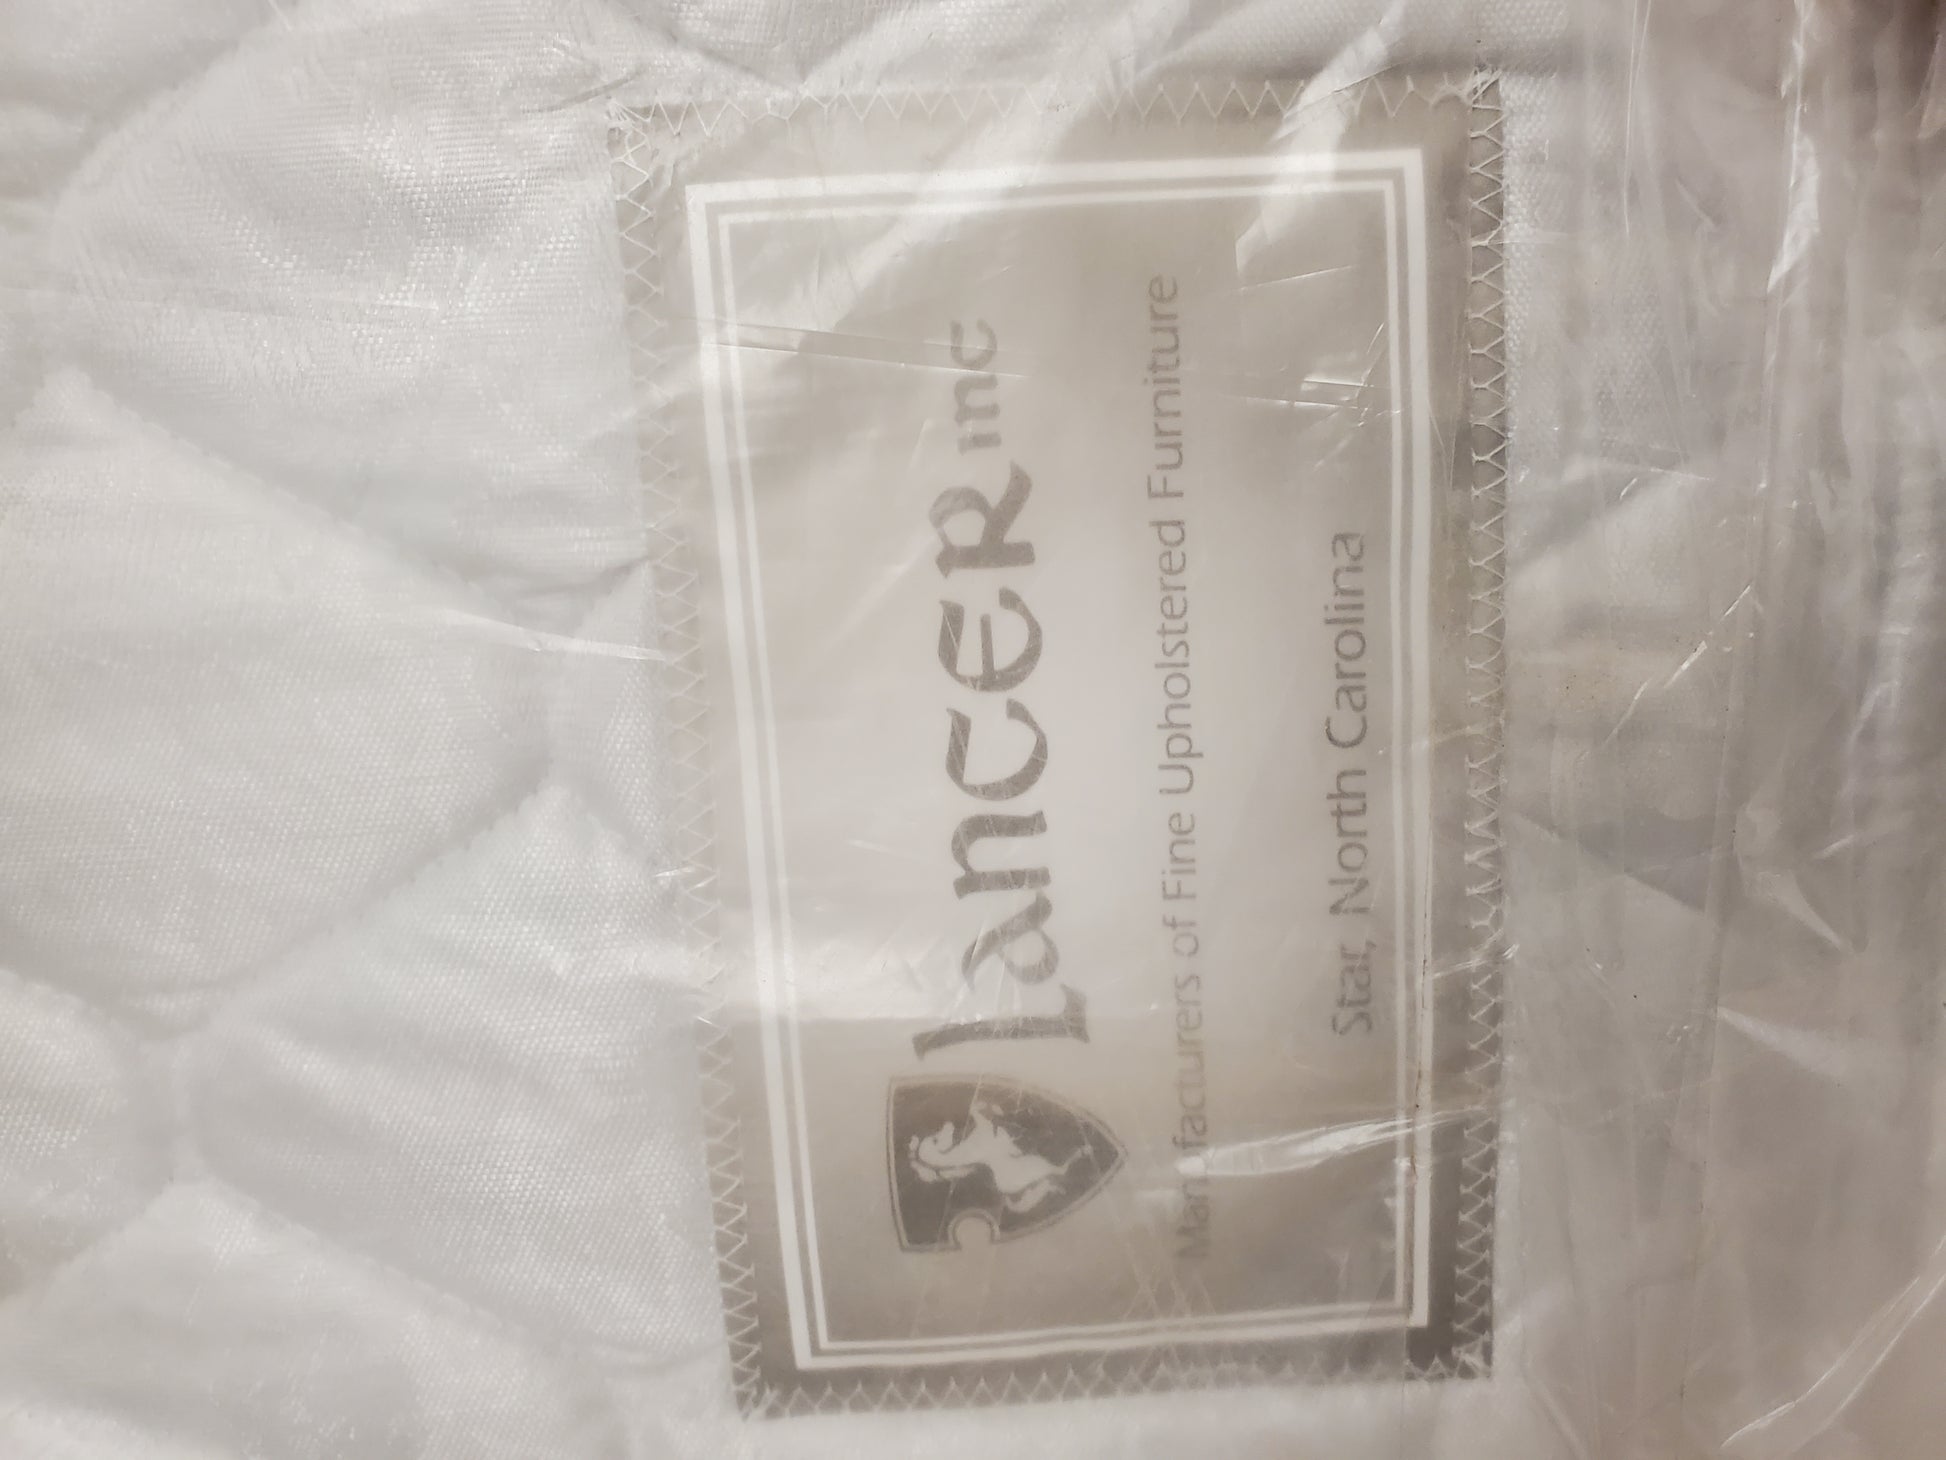 Lancer inc
Manufacturers of Fine Upholstered Furniture
Star, North Carolina